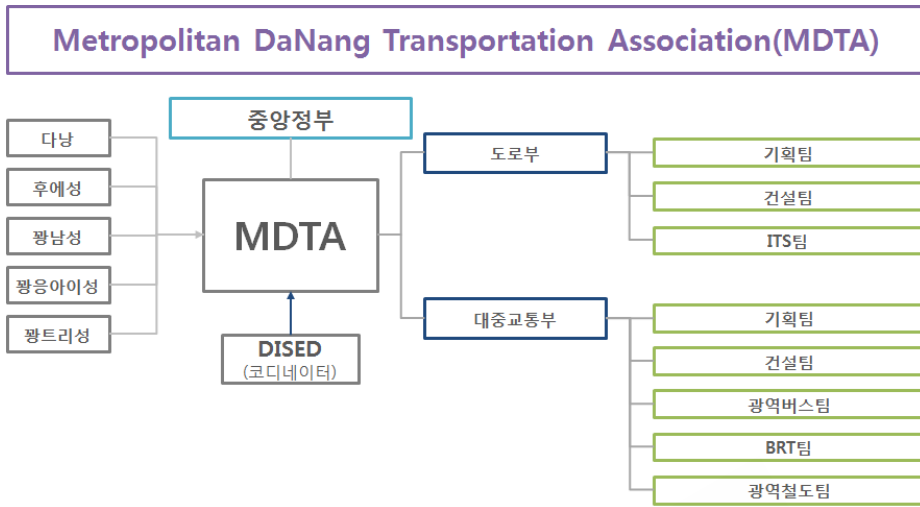 Metropolitan DaNang Transportation Association(MDTA)
중앙정부
다낭
후에성
꽝남성
꽝응아이성
꽝트리성
MDTA
DISED
(코디네이터)
도로부
기획팀
건설팀
ITS팀
대중교통부
기획팀
건설팀
광역버스팀
BRT팀
광역철도팀